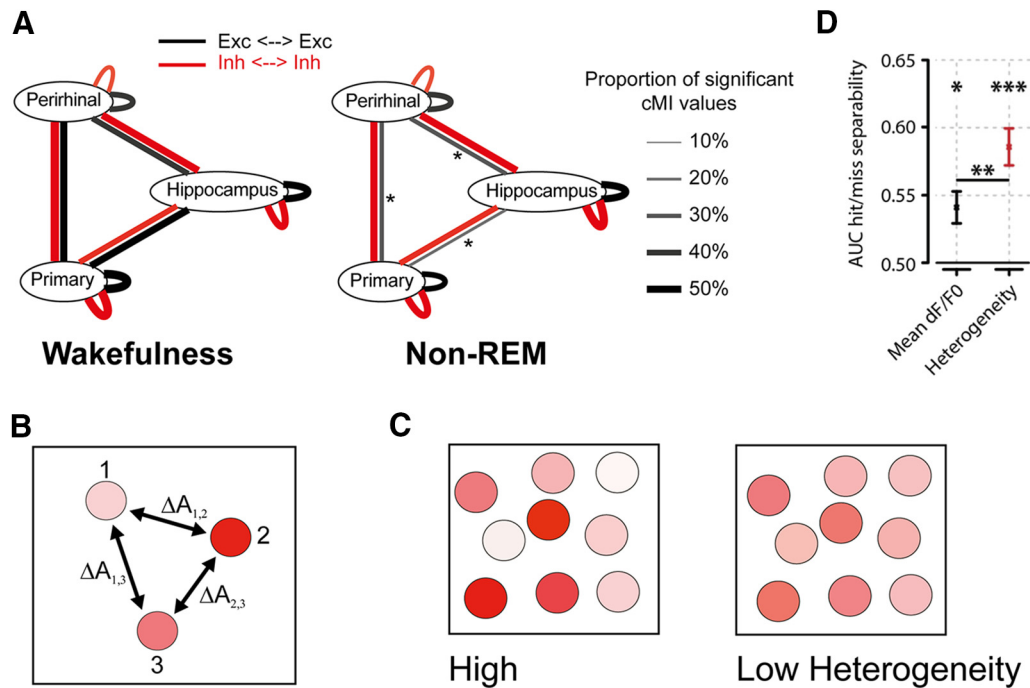 A
Exc <--> Exc
Inh <--> Inh
Perirhinal
Hippocampus
Primary
Wakefulness
Perirhinal
*
*
Hippocampus
*
Primary
Non-REM
Proportion of significant
cMI values
10%
20%
30%
40%
50%
D
AUC hit/miss separability
0.65
0.60
0.55
0.50
*
***
**
Mean dF/F0
Heterogeneity
B
1
2
3
ΔA1,2
ΔA1,3
ΔA2,3
C
High
Low Heterogeneity